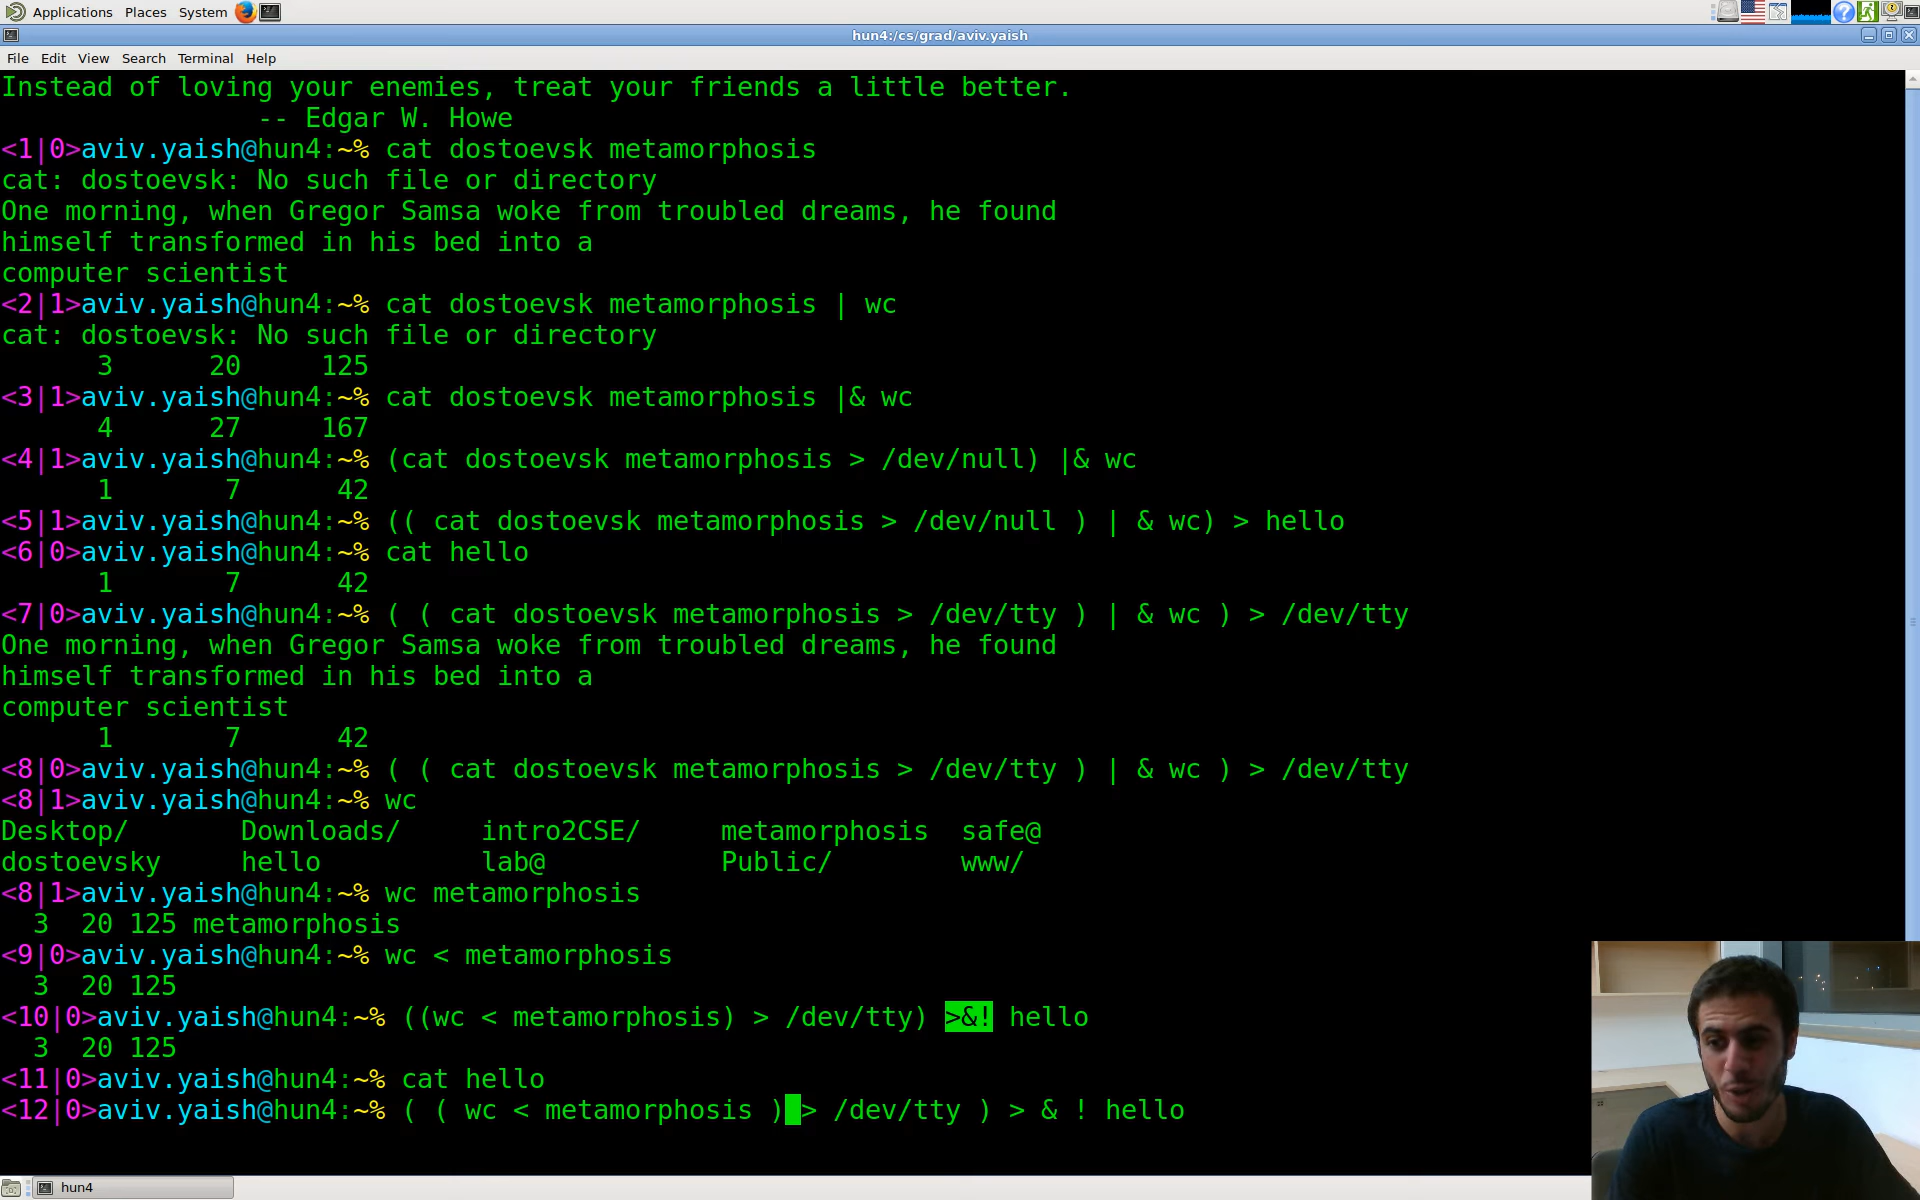 Applications Places System
hun4:/cs/grad/aviv.yaish
File Edit View Search Terminal Help
Instead of loving your enemies, treat your friends a little better.
-- Edgar W. Howe
<1|0>aviv.yaish@hun4:~% cat dostoevsk metamorphosis
cat: dostoevsk: No such file or directory
One morning, when Gregor Samsa woke from troubled dreams, he found
himself transformed in his bed into a
computer scientist
<2|1>aviv.yaish@hun4:~% cat dostoevsk metamorphosis | wc
cat: dostoevsk: No such file or directory
3 20 125
<3|1>aviv.yaish@hun4:~% cat dostoevsk metamorphosis |& wc
4 27 167
<4|1>aviv.yaish@hun4:~% (cat dostoevsk metamorphosis > /dev/null) |& wc
1 7 42
<5|1>aviv.yaish@hun4:~% (( cat dostoevsk metamorphosis > /dev/null ) | & wc) > hello
<6|0>aviv.yaish@hun4:~% cat hello
1 7 42
<7|0>aviv.yaish@hun4:~% ( ( cat dostoevsk metamorphosis > /dev/tty ) | & wc ) > /dev/tty
One morning, when Gregor Samsa woke from troubled dreams, he found
himself transformed in his bed into a
computer scientist
1 7 42
<8|0>aviv.yaish@hun4:~% ( ( cat dostoevsk metamorphosis > /dev/tty ) | & wc ) > /dev/tty
<8|1>aviv.yaish@hun4:~% wc
Desktop/ Downloads/ intro2CSE/ metamorphosis safe@
dostoevsky hello lab@ Public/ www/
<8|1>aviv.yaish@hun4:~% wc metamorphosis
3 20 125 metamorphosis
<9|0>aviv.yaish@hun4:~% wc < metamorphosis
3 20 125
<10|0>aviv.yaish@hun4:~% ((wc < metamorphosis) > /dev/tty) >&! hello
3 20 125
<11|0>aviv.yaish@hun4:~% cat hello
<12|0>aviv.yaish@hun4:~% ( ( wc < metamorphosis ) > /dev/tty ) > & ! hello
hun4